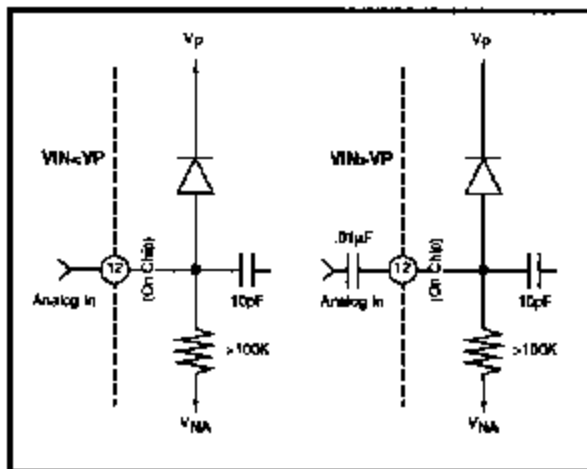 VP
VIN<VP
12
(On Chip)
Analog In
10pF
>100K
VNA
VP
VIN>VP
.01µF
12
(On Chip)
Analog In
10pF
>100K
VNA